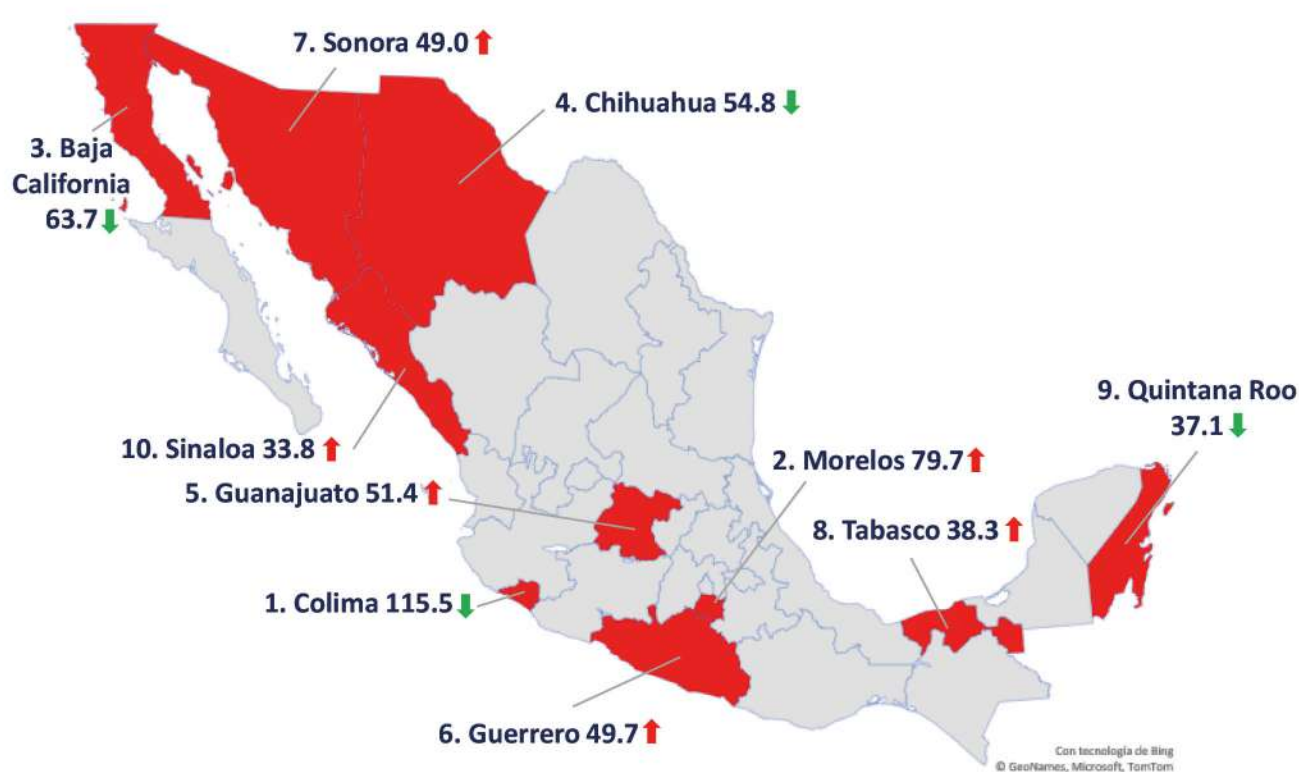 7. Sonora 49.0
4. Chihuahua 54.8
3. Baja
California
63.7
9. Quintana Roo
37.1
10. Sinaloa 33.8
2. Morelos 79.7
5. Guanajuato 51.4
8. Tabasco 38.3
1. Colima 115.5
6. Guerrero 49.7
Con tecnología de Bing
© GeoNames, Microsoft, TomTom